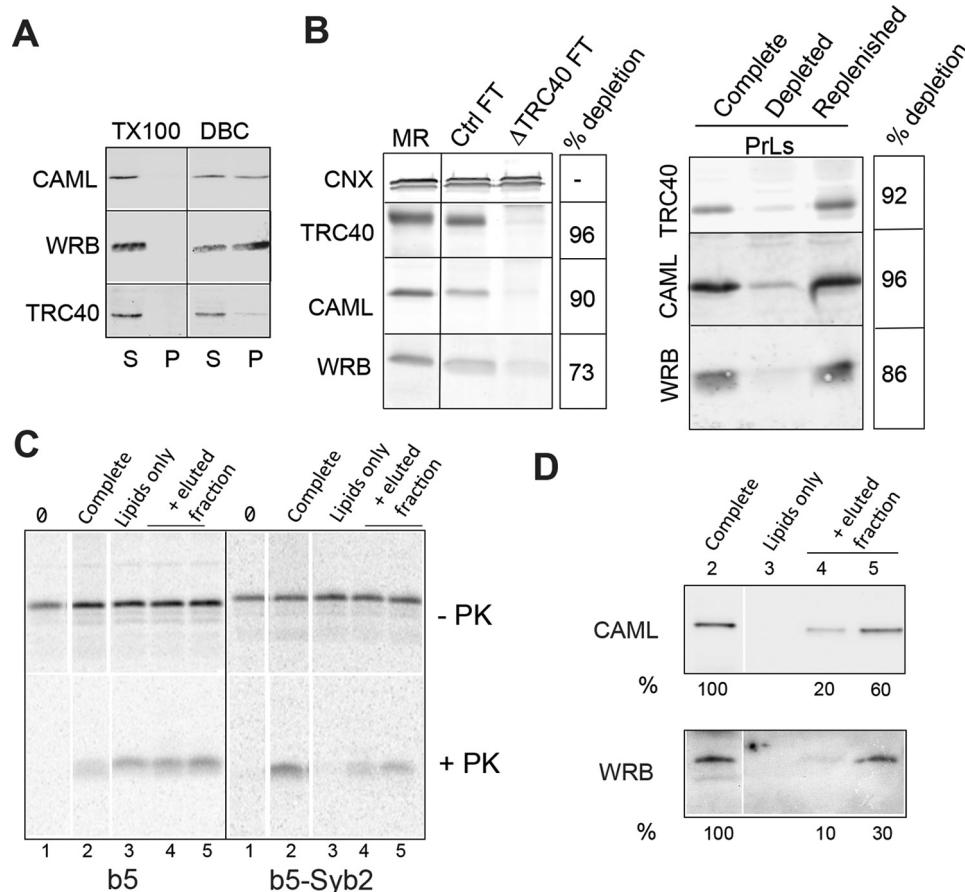 A
TX100 DBC
CAML
WRB
TRC40
S P S P
B
MR Ctrl FT ΔTRC40 FT % depletion
CNX -
TRC40 96
CAML 90
WRB 73
Complete Depleted Replenished % depletion
PrLs
TRC40 92
CAML 96
WRB 86
C
0 Complete Lipids only + eluted fraction 0 Complete Lipids only + eluted fraction
- PK
+ PK
1 2 3 4 5 1 2 3 4 5
b5 b5-Syb2
D
Complete Lipids only + eluted fraction
2 3 4 5
CAML
% 100 20 60
WRB
% 100 10 30